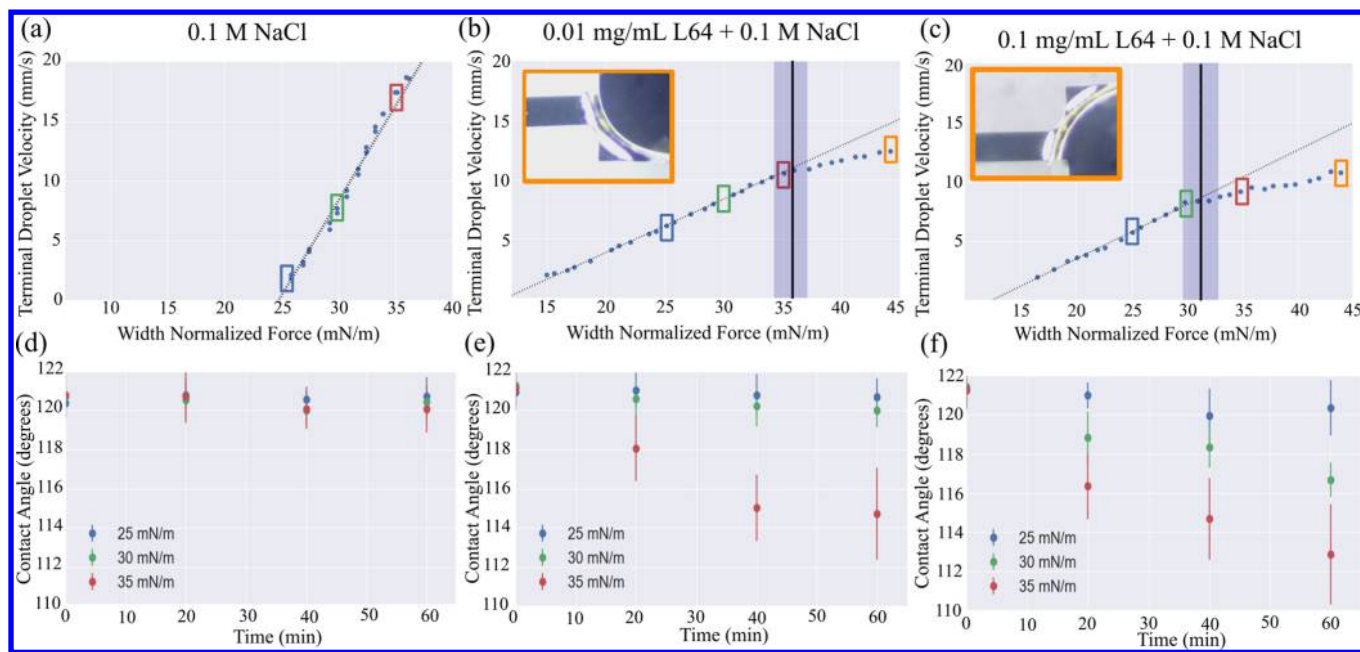 (a)
0.1 M NaCl
Terminal Droplet Velocity (mm/s)
20
15
10
5
0
10 15 20 25 30 35 40
Width Normalized Force (mN/m)
(b)
0.01 mg/mL L64 + 0.1 M NaCl
Terminal Droplet Velocity (mm/s)
20
15
10
5
15 20 25 30 35 40 45
Width Normalized Force (mN/m)
(c)
0.1 mg/mL L64 + 0.1 M NaCl
Terminal Droplet Velocity (mm/s)
20
15
10
5
0
15 20 25 30 35 40 45
Width Normalized Force (mN/m)
(d)
Contact Angle (degrees)
122
120
118
116
114
112
110
25 mN/m
30 mN/m
35 mN/m
0 10 20 30 40 50 60
Time (min)
(e)
Contact Angle (degrees)
122
120
118
116
114
112
110
25 mN/m
30 mN/m
35 mN/m
0 10 20 30 40 50 60
Time (min)
(f)
Contact Angle (degrees)
122
120
118
116
114
112
110
25 mN/m
30 mN/m
35 mN/m
0 10 20 30 40 50 60
Time (min)